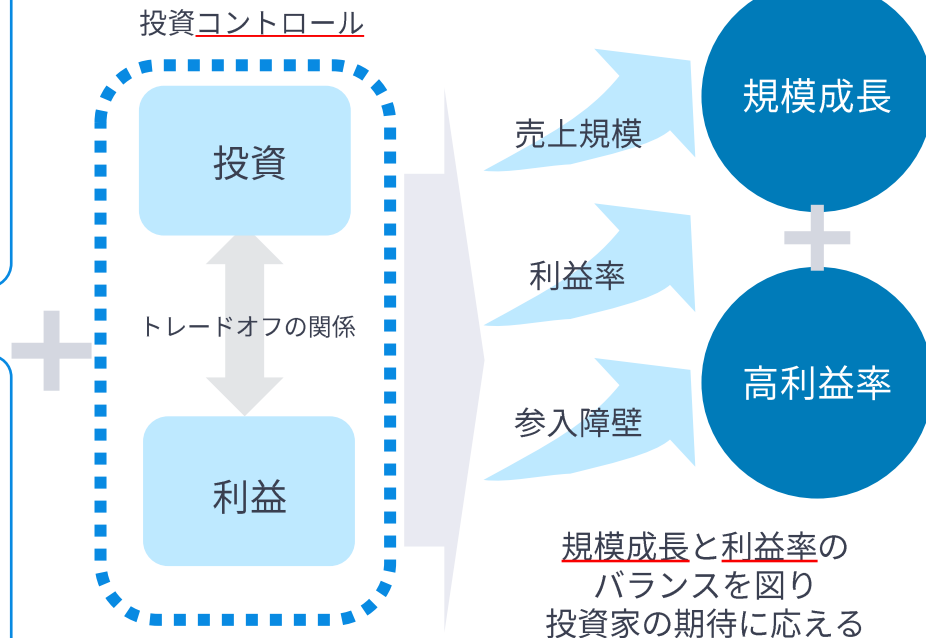 投資コントロール
投資
トレードオフの関係
利益
売上規模
利益率
参入障壁
規模成長
高利益率
規模成長と利益率の
バランスを図り
投資家の期待に応える